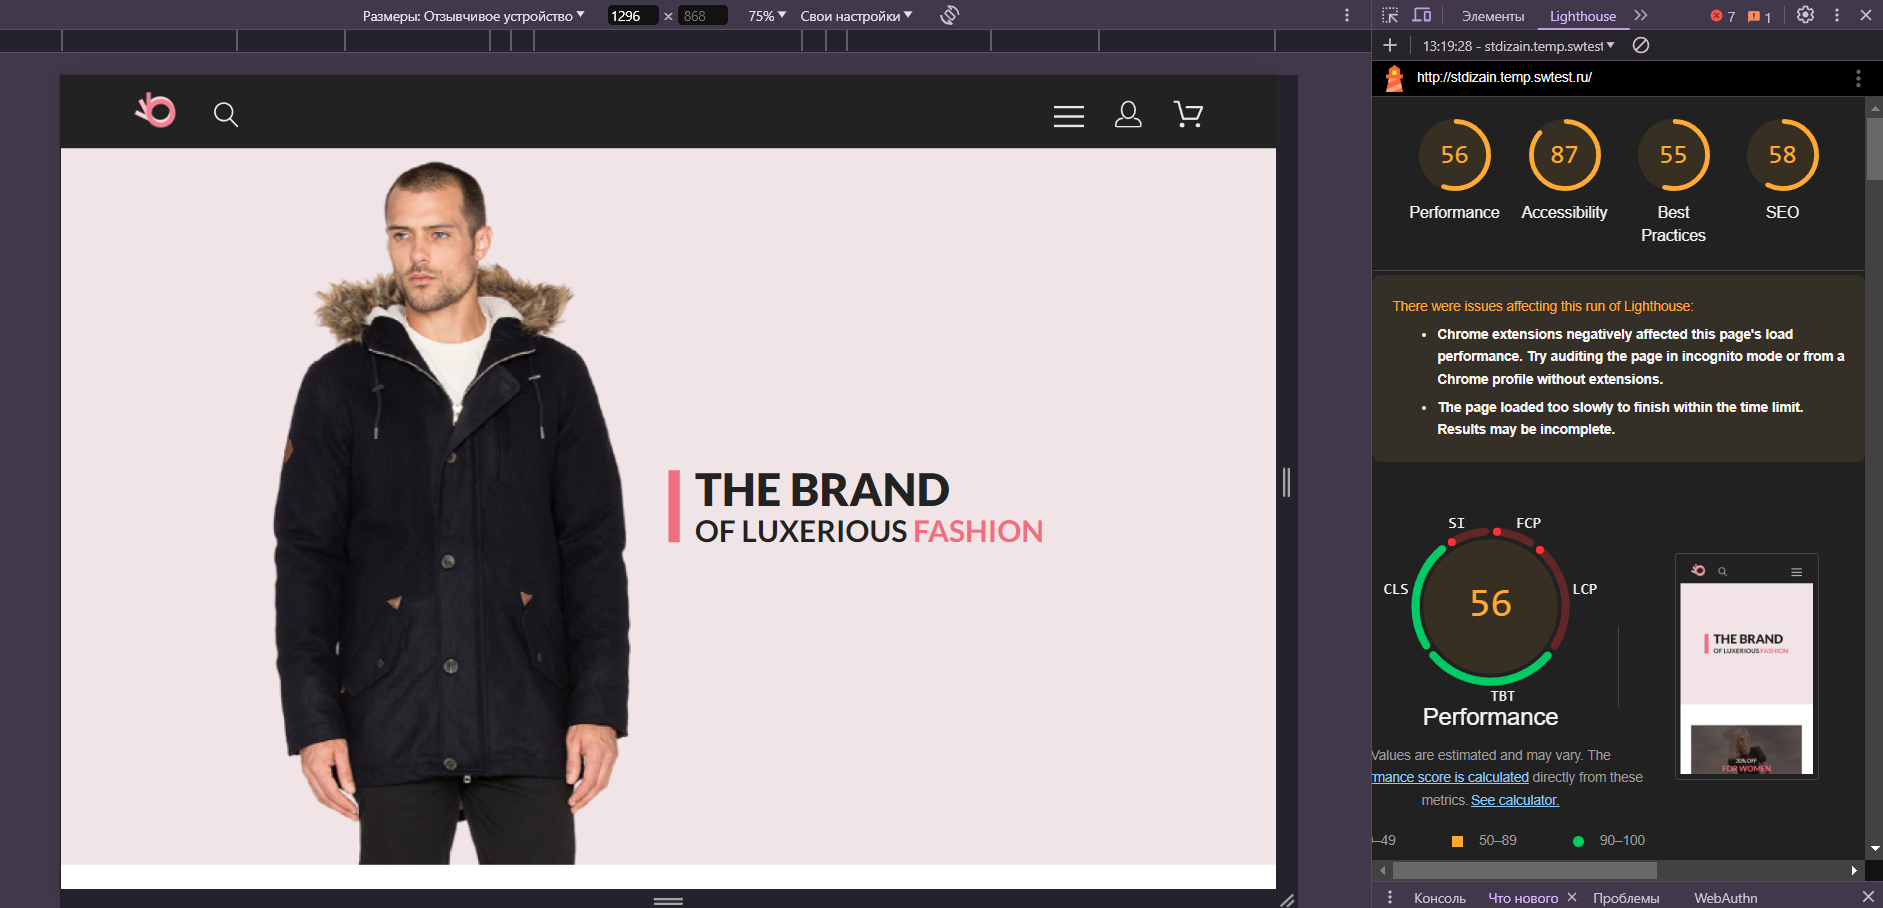 Размеры: Отзывчивое устройство 1296 × 868 75% Свои настройки
Элементы Lighthouse 7 1
13:19:28 - stdizain.temp.swtest
http://stdizain.temp.swtest.ru/
56 87 55 58
Performance Accessibility Best Practices SEO
There were issues affecting this run of Lighthouse:
Chrome extensions negatively affected this page's load
performance. Try auditing the page in incognito mode or from a
Chrome profile without extensions.
The page loaded too slowly to finish within the time limit.
Results may be incomplete.
THE BRAND
OF LUXERIOUS FASHION
SI FCP
CLS LCP
56
TBT
Performance
Values are estimated and may vary. The
rmance score is calculated directly from these
metrics. See calculator.
THE BRAND
OF LUXERIOUS FASHION
30% OFF
FOR WOMEN
–49 50–89 90–100
Консоль Что нового Проблемы WebAuthn